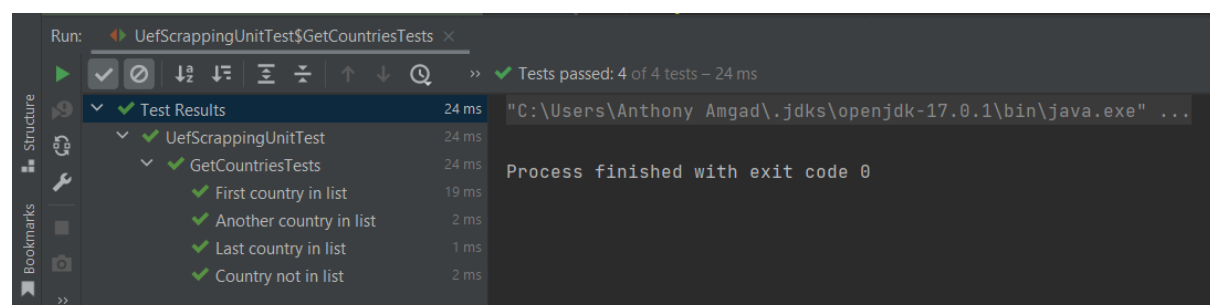 Run: UefScrappingUnitTest$GetCountriesTests
Tests passed: 4 of 4 tests – 24 ms
Structure
Bookmarks
Test Results 24 ms
UefScrappingUnitTest 24 ms
GetCountriesTests 24 ms
First country in list 19 ms
Another country in list 2 ms
Last country in list 1 ms
Country not in list 2 ms
"C:\Users\Anthony Amgad\.jdks\openjdk-17.0.1\bin\java.exe" ...
Process finished with exit code 0